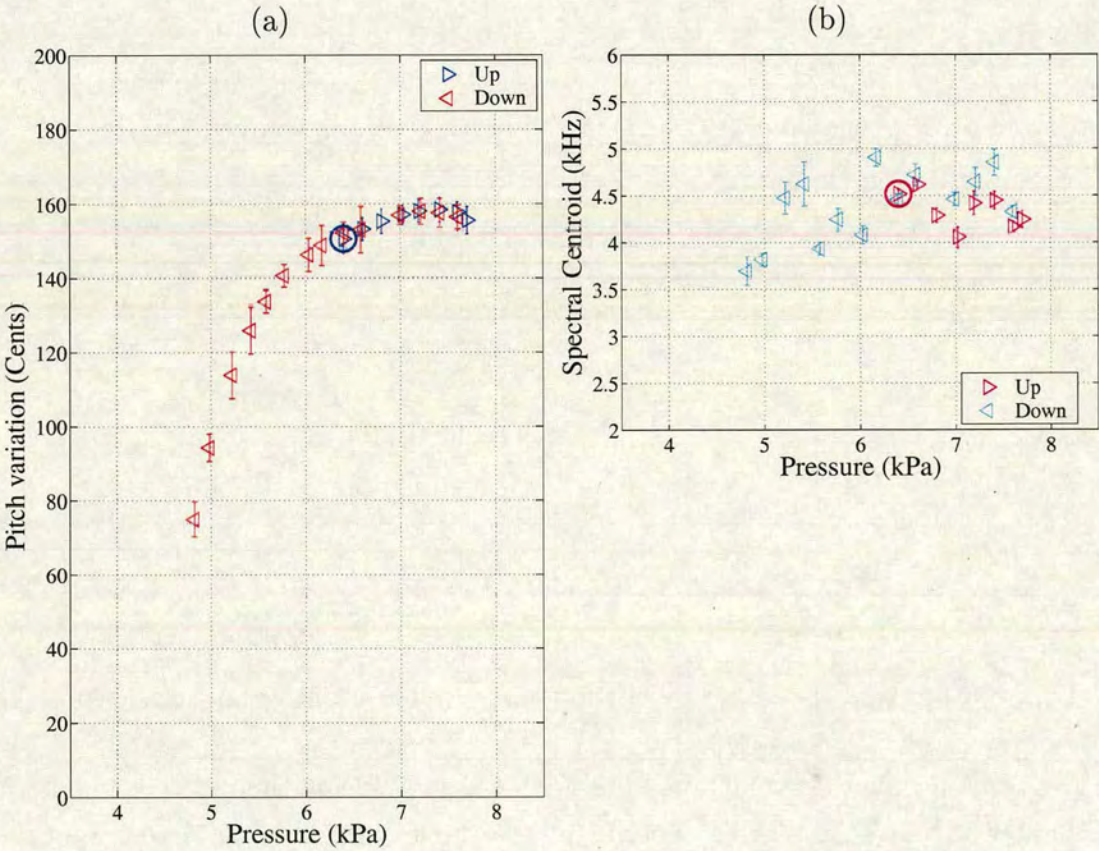 (a)
200
180
160
140
120
100
80
60
40
20
0
4 5 6 7 8
Pitch variation (Cents)
Pressure (kPa)
Up
Down
(b)
6
5.5
5
4.5
4
3.5
3
2.5
2
4 5 6 7 8
Spectral Centroid (kHz)
Pressure (kPa)
Up
Down